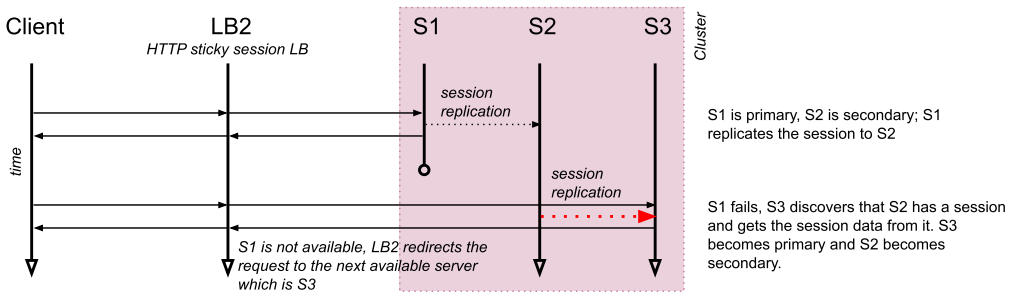 Client
LB2
HTTP sticky session LB
S1
S2
S3
Cluster
session
replication
S1 is primary, S2 is secondary; S1
replicates the session to S2
time
session
replication
S1 fails, S3 discovers that S2 has a session
and gets the session data from it. S3
becomes primary and S2 becomes
secondary.
S1 is not available, LB2 redirects the
request to the next available server
which is S3